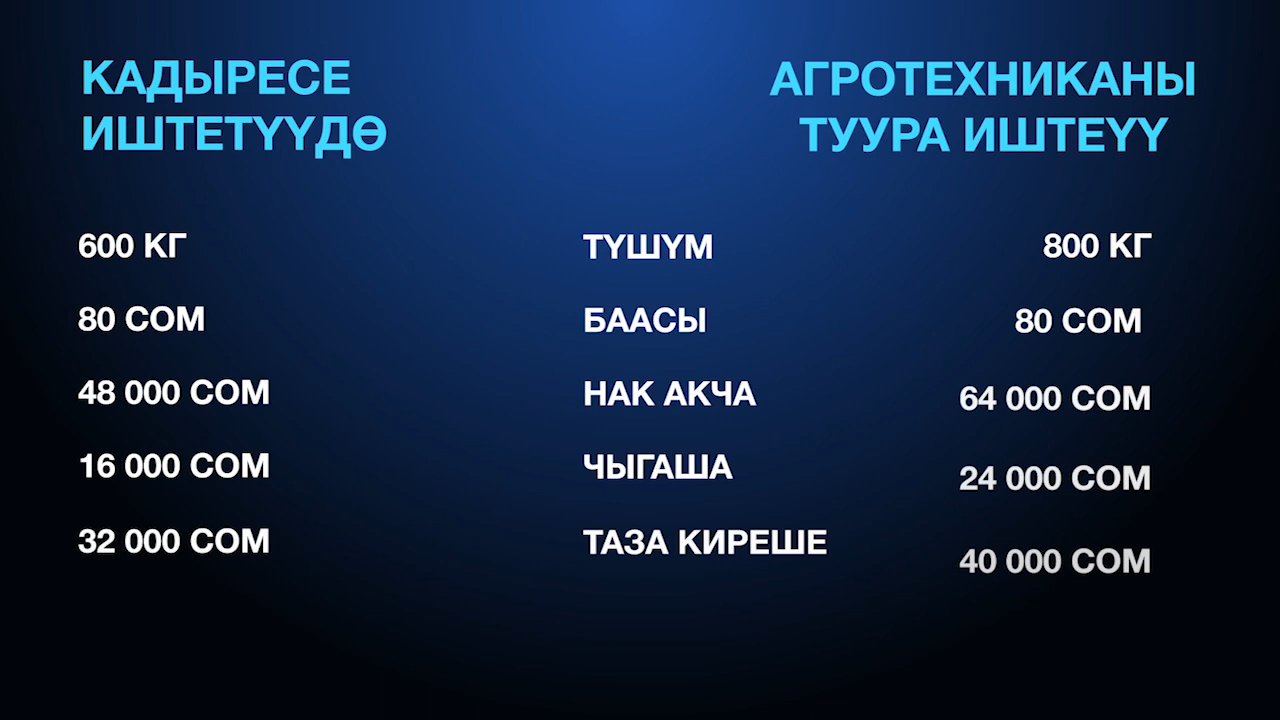 КАДЫРЕСЕ
ИШТЕТҮҮДӨ
АГРОТЕХНИКАНЫ
ТУУРА ИШТЕҮҮ
600 КГ ТҮШҮМ 800 КГ
80 СОМ БААСЫ 80 СОМ
48 000 СОМ НАК АКЧА 64 000 СОМ
16 000 СОМ ЧЫГАША 24 000 СОМ
32 000 СОМ ТАЗА КИРЕШЕ 40 000 СОМ